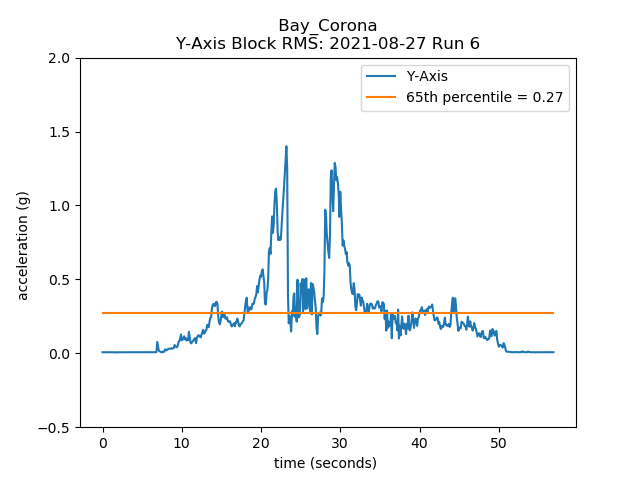 Bay_Corona
Y-Axis Block RMS: 2021-08-27 Run 6
Y-Axis
65th percentile = 0.27
2.0
1.5
1.0
0.5
0.0
−0.5
acceleration (g)
0 10 20 30 40 50
time (seconds)